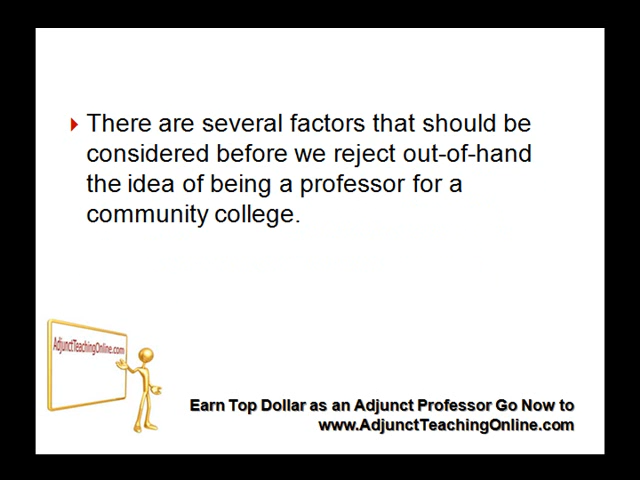 There are several factors that should be
considered before we reject out-of-hand
the idea of being a professor for a
community college.
AdjunctTeachingOnline.com
Earn Top Dollar as an Adjunct Professor Go Now to
www.AdjunctTeachingOnline.com